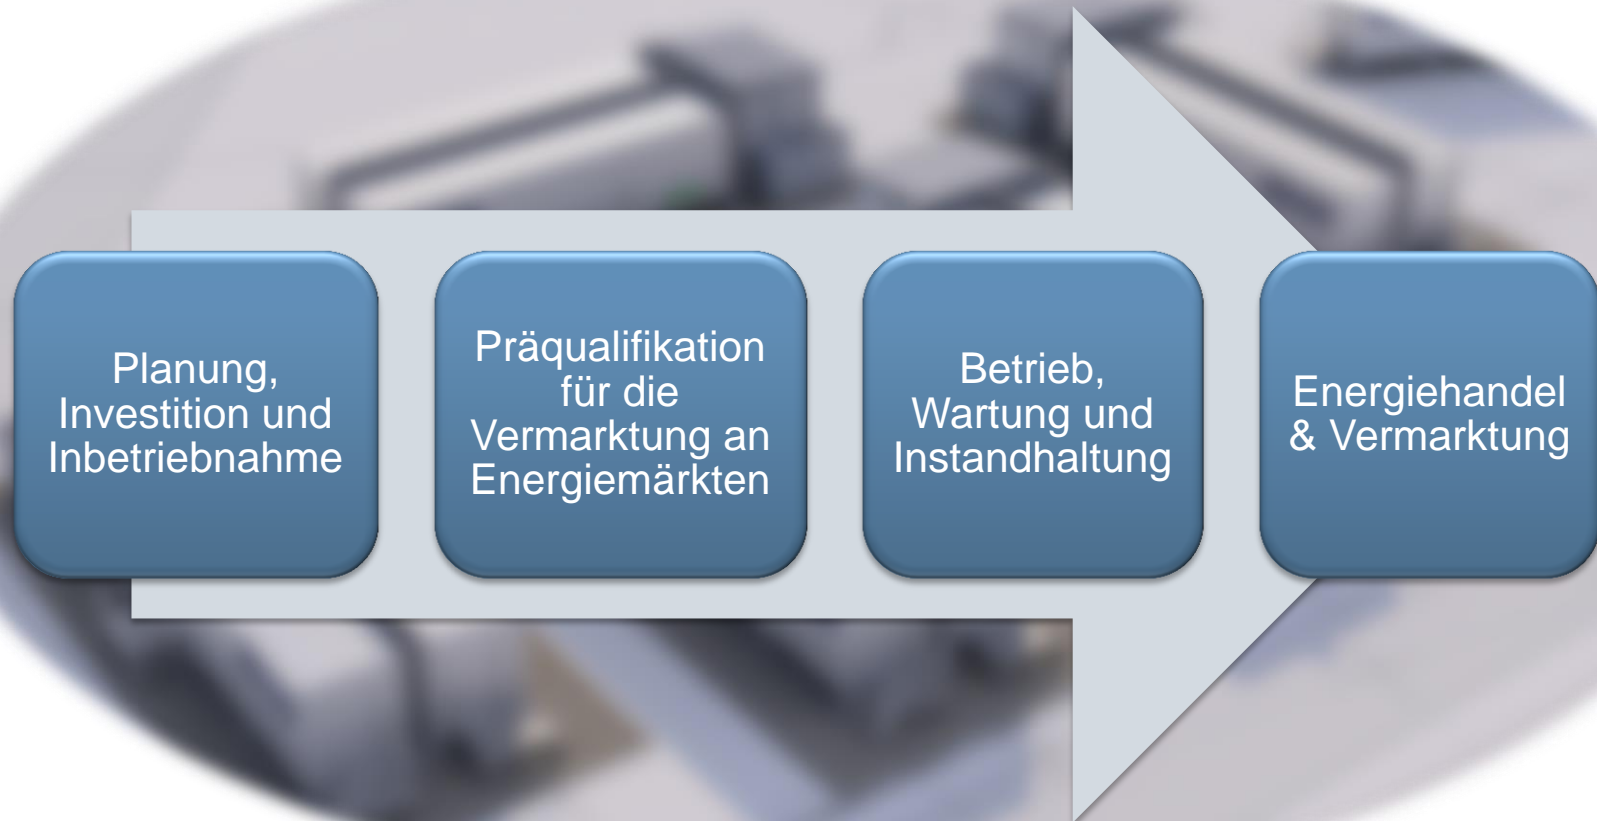 Planung,
Investition und
Inbetriebnahme
Präqualifikation
für die
Vermarktung an
Energiemärkten
Betrieb,
Wartung und
Instandhaltung
Energiehandel
& Vermarktung